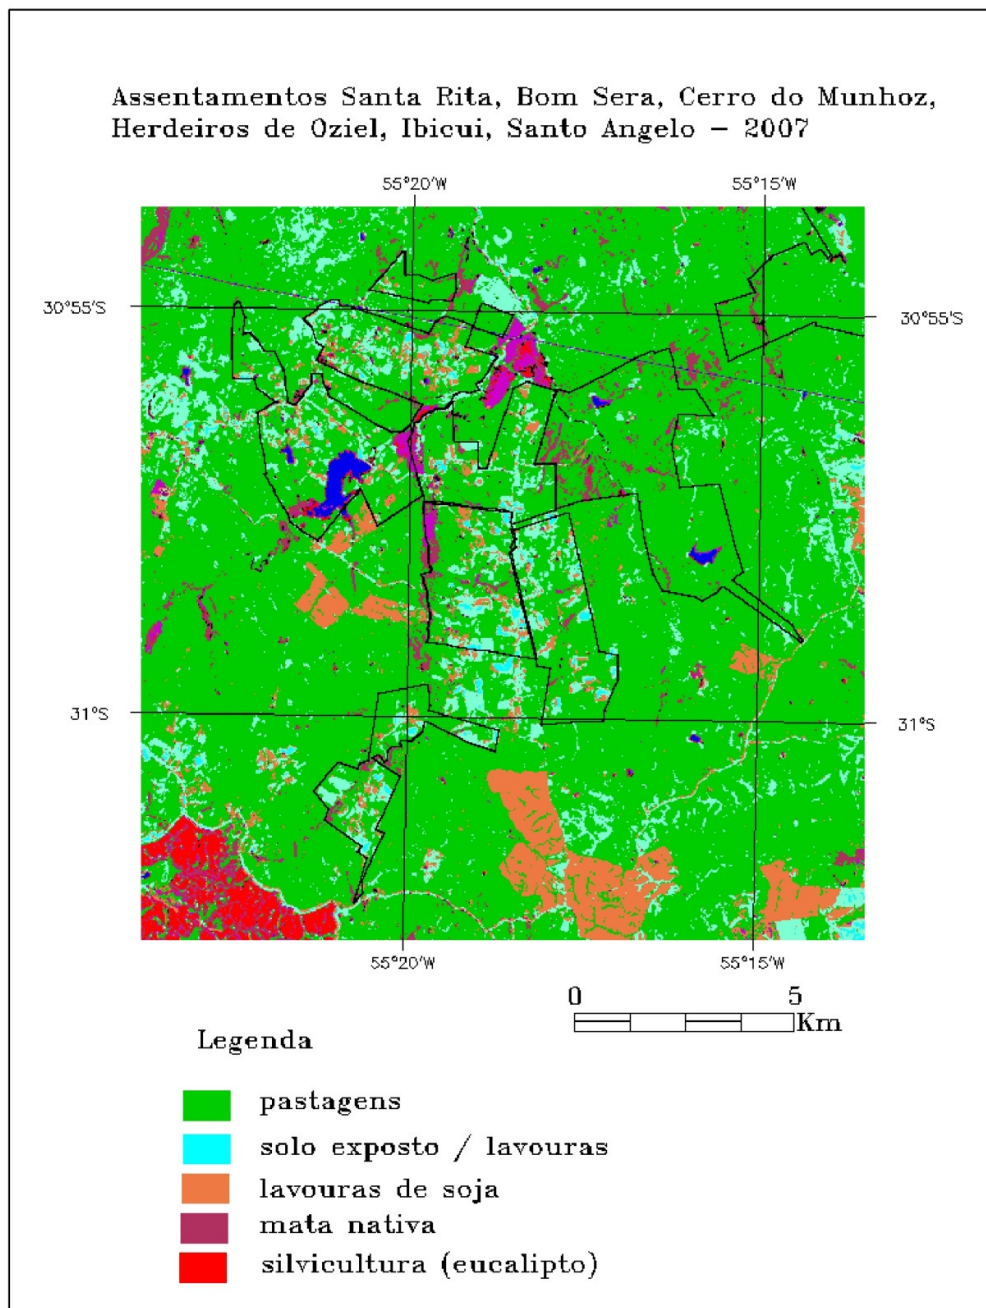 Assentamentos Santa Rita, Bom Sera, Cerro do Munhoz,
Herdeiros de Oziel, Ibicui, Santo Angelo – 2007
55°20'W 55°15'W
30°55'S 30°55'S
31°S 31°S
55°20'W 55°15'W
0 5
Km
Legenda
pastagens
solo exposto / lavouras
lavouras de soja
mata nativa
silvicultura (eucalipto)